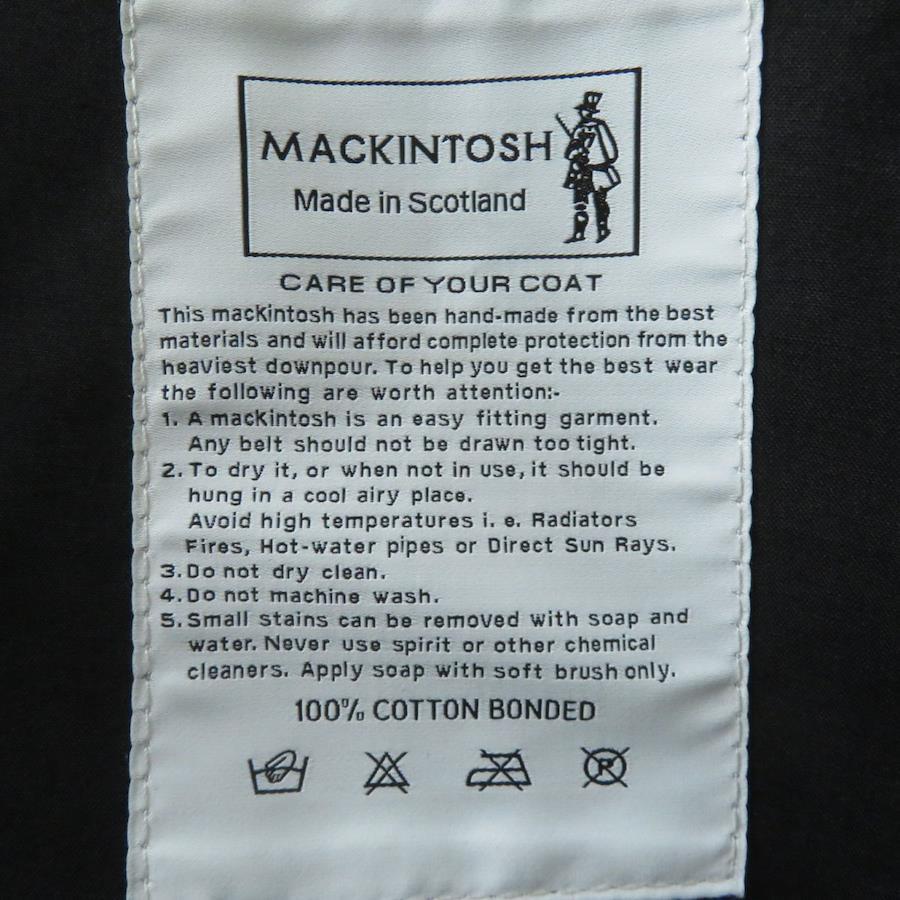 MACKINTOSH
Made in Scotland
CARE OF YOUR COAT
This mackintosh has been hand-made from the best
materials and will afford complete protection from the
heaviest downpour. To help you get the best wear
the following are worth attention:-
1. A mackintosh is an easy fitting garment.
Any belt should not be drawn too tight.
2. To dry it, or when not in use, it should be
hung in a cool airy place.
Avoid high temperatures i. e. Radiators
Fires, Hot-water pipes or Direct Sun Rays.
3. Do not dry clean.
4. Do not machine wash.
5. Small stains can be removed with soap and
water. Never use spirit or other chemical
cleaners. Apply soap with soft brush only.
100% COTTON BONDED
R